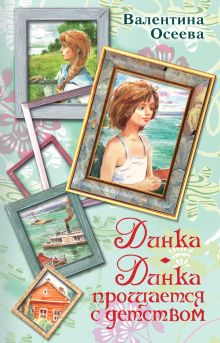 Валентина
Осеева
Динка
Динка
прощается
с детством